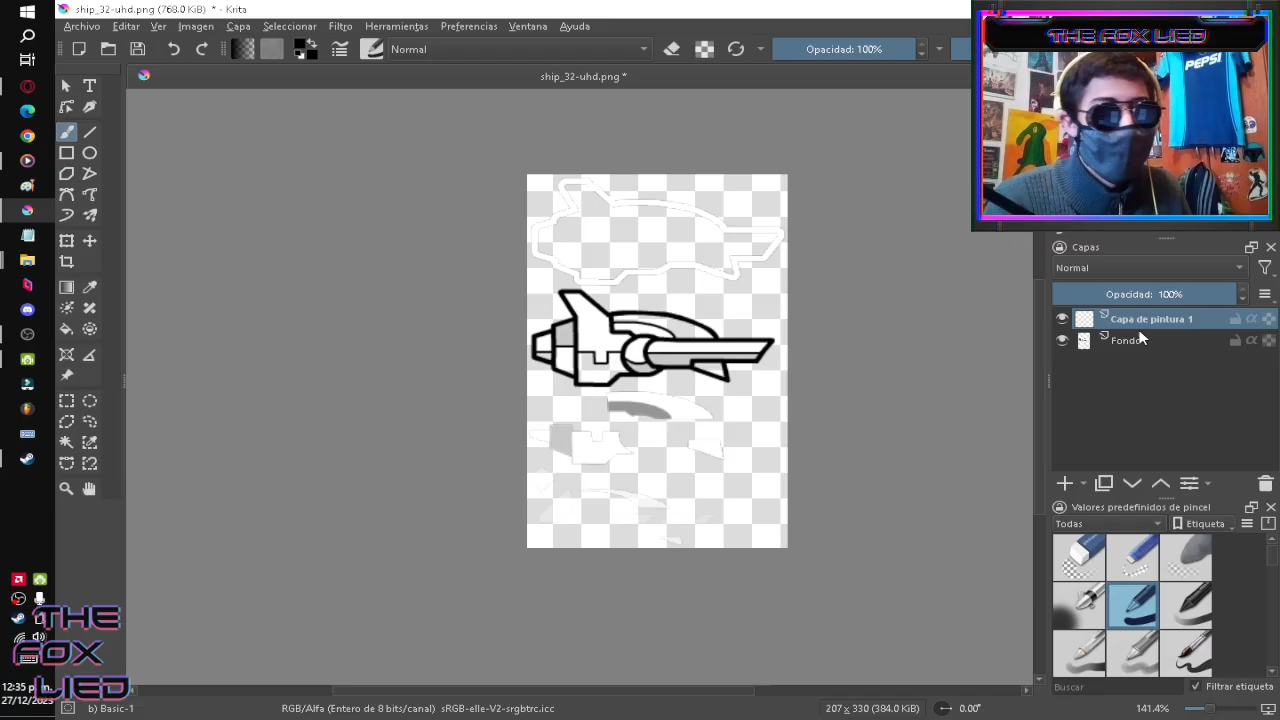 ship_32-uhd.png (768.0 KiB) * - Krita
Archivo Editar Ver Imagen Capa Seleccionar Filtro Herramientas Preferencias Ventana Ayuda
Normal
Opacidad: 100%
ship_32-uhd.png *
THE FOX LIED
PEPSI
Capas
Normal
Opacidad: 100%
Capa de pintura 1
Fondo
Valores predefinidos de pincel
Todas
Etiqueta
Buscar
Filtrar etiqueta
THE
FOX
LIED
12:35 p.m.
27/12/2023
b) Basic-1
RGB/Alfa (Entero de 8 bits/canal) sRGB-elle-V2-srgbtrc.icc
207 x 330 (384.0 KiB)
0.00°
141.4%